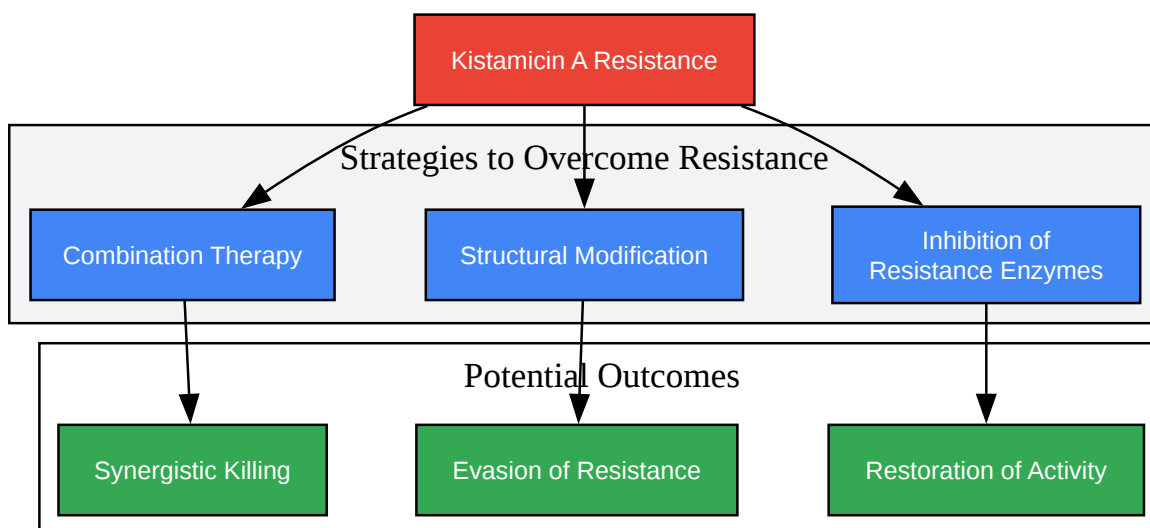 Kistamicin A Resistance
Strategies to Overcome Resistance
Combination Therapy
Structural Modification
Inhibition of
Resistance Enzymes
Potential Outcomes
Synergistic Killing
Evasion of Resistance
Restoration of Activity